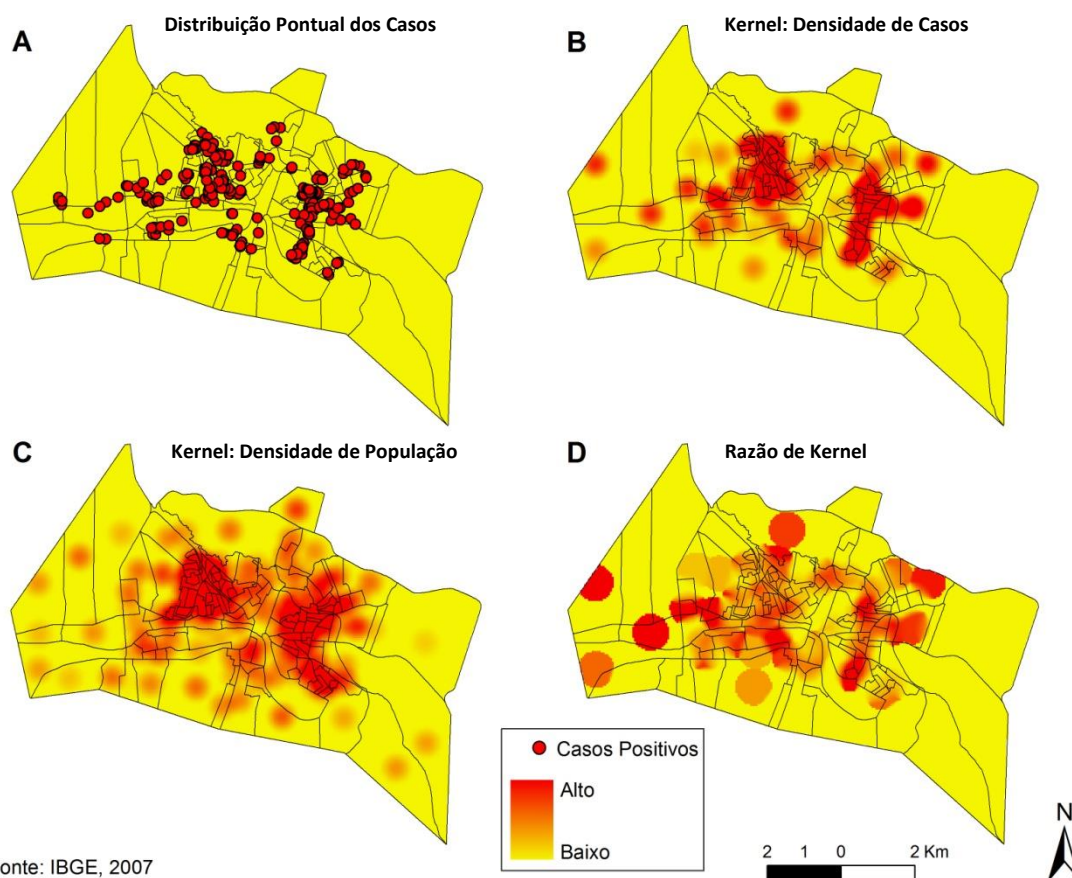 A
Distribuição Pontual dos Casos
B
Kernel: Densidade de Casos
C
Kernel: Densidade de População
D
Razão de Kernel
Casos Positivos
Alto
Baixo
onte: IBGE, 2007
2 1 0 2 Km
N